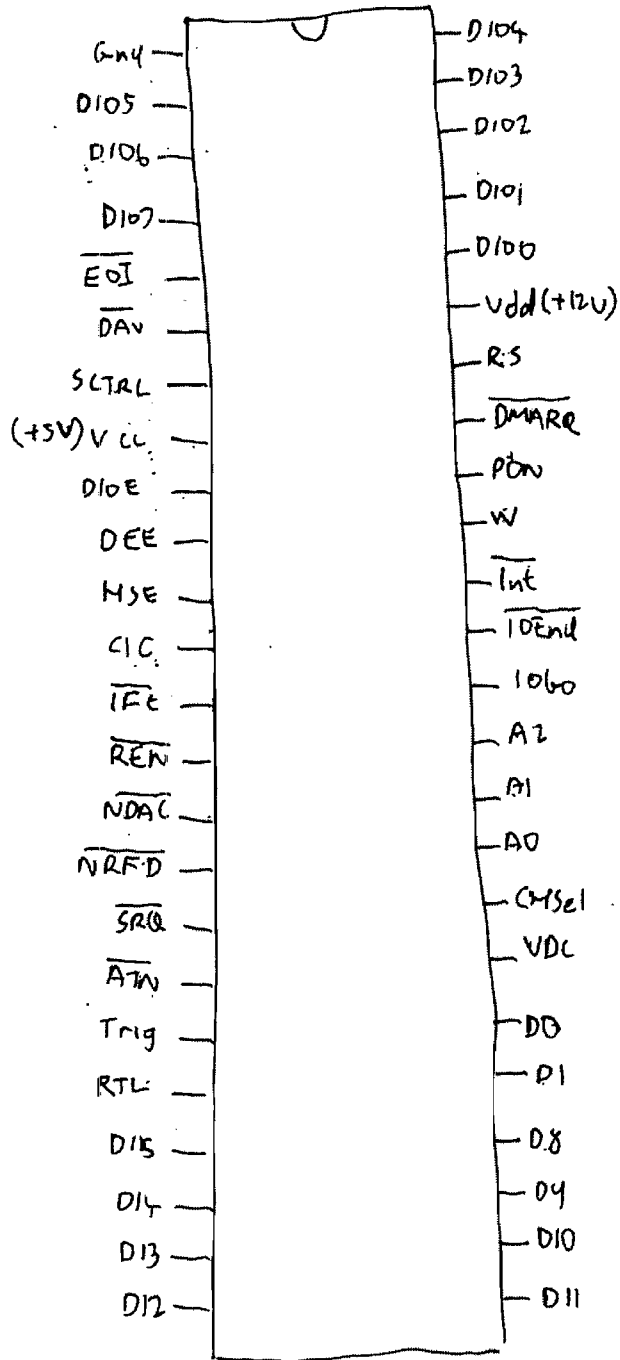 Gnd
DIO5
DIO6
DIO7
EOI
DAV
SCTRL
(+5V) VCC
DIOE
DEE
MSE
CIC
IFC
REN
NDAC
NRFD
SRQ
ATN
Trig
RTL
D15
D14
D13
D12
DIO4
DIO3
DIO2
DIO1
DIO0
Vdd (+12V)
RS
DMARQ
PON
W
Int
IOEnd
IOGO
A2
A1
A0
CMSel
VDC
D0
D1
D8
D9
D10
D11